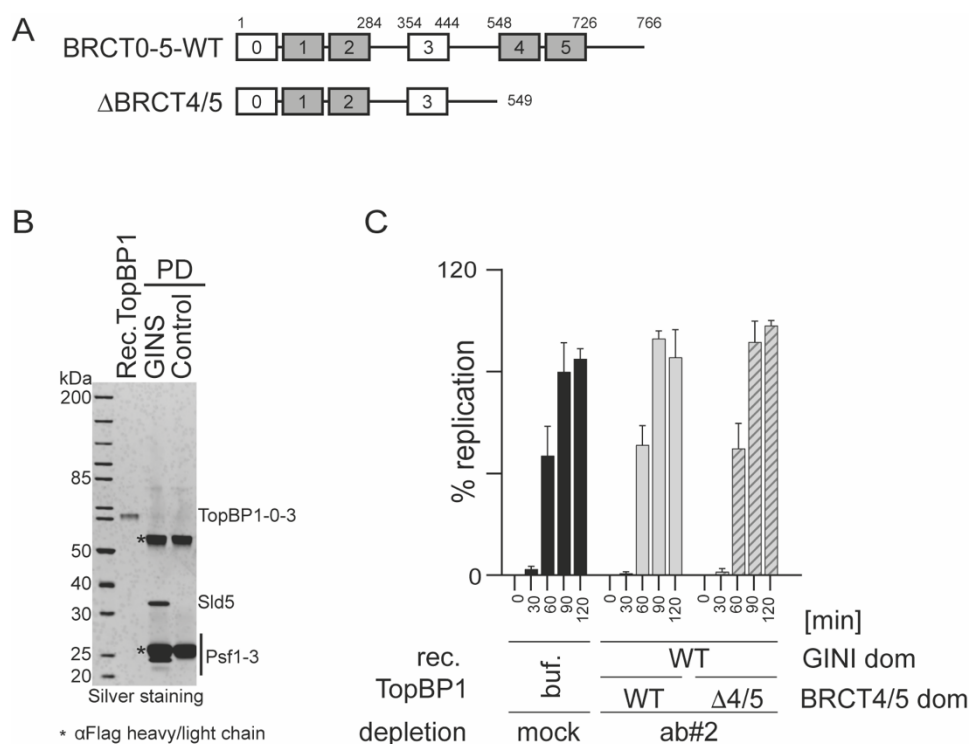 A
1 284 354 444 548 726 766
BRCT0-5-WT 0 1 2 3 4 5
ΔBRCT4/5 0 1 2 3 549
B
Rec.TopBP1
PD
GINS
Control
kDa
200
85
TopBP1-0-3
*
50
40
Sld5
30
*
25
Psf1-3
20
Silver staining
* αFlag heavy/light chain
C
120
% replication
0
0 30 60 90 120 0 30 60 90 120 0 30 60 90 120
[min]
rec. TopBP1
buf.
WT GINI dom
WT Δ4/5 BRCT4/5 dom
depletion mock ab#2